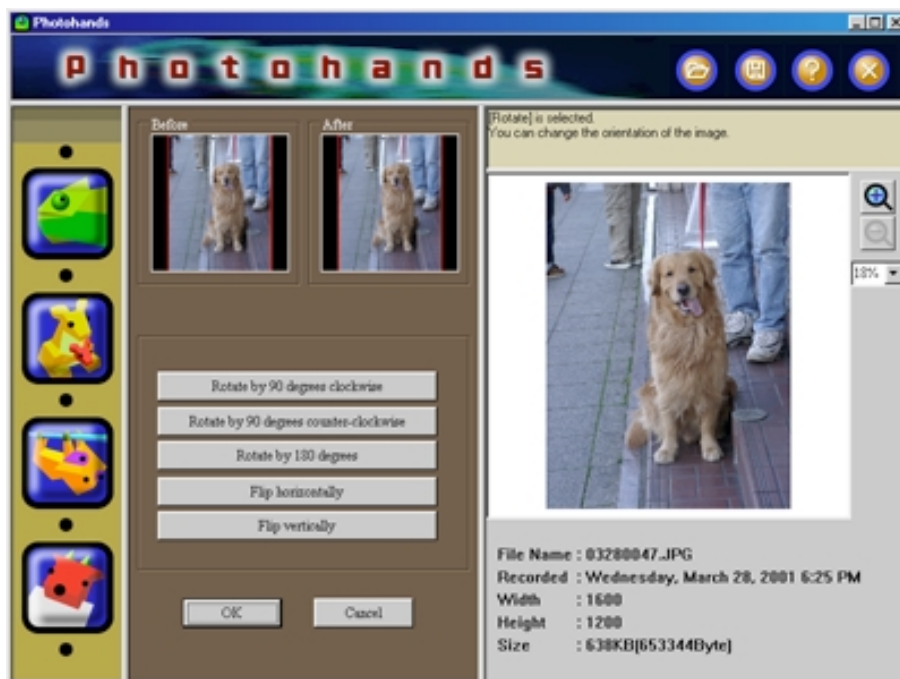 Photohands
Photohands
Before
After
[Rotate] is selected.
You can change the orientation of the image.
18%
Rotate by 90 degrees clockwise
Rotate by 90 degrees counter-clockwise
Rotate by 180 degrees
Flip horizontally
Flip vertically
OK
Cancel
File Name : 03280047.JPG
Recorded : Wednesday, March 28, 2001 6:25 PM
Width : 1600
Height : 1200
Size : 638KB(653344Byte)